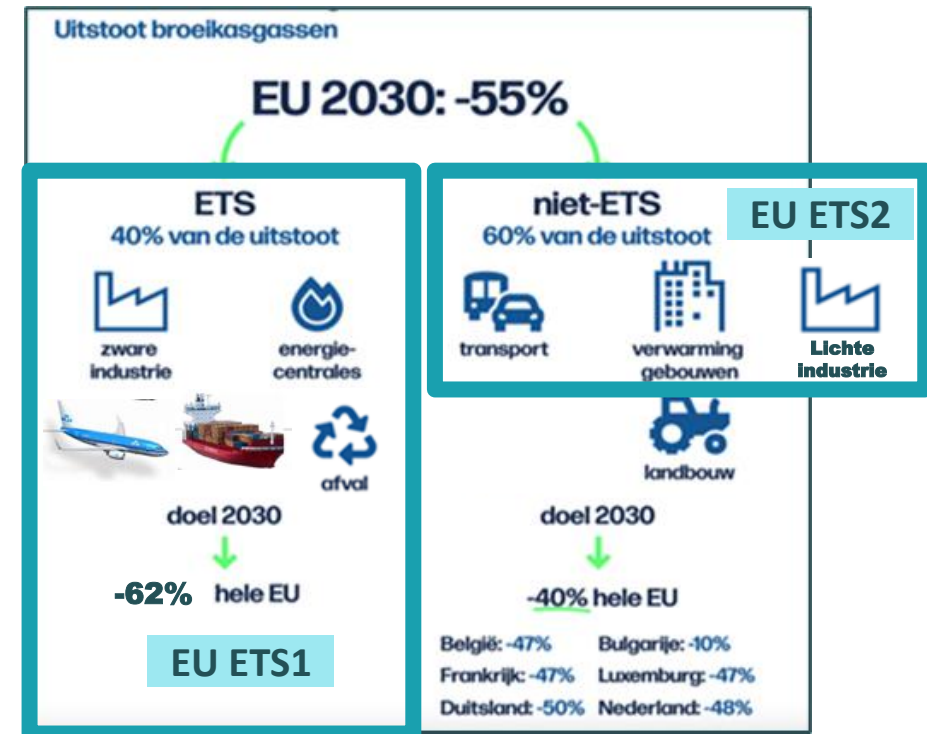 Uitstoot broeikasgassen
EU 2030: -55%
ETS
40% van de uitstoot
zware
industrie
energie-
centrales
afval
doel 2030
-62% hele EU
EU ETS1
niet-ETS
60% van de uitstoot
EU ETS2
transport
verwarming
gebouwen
Lichte
industrie
landbouw
doel 2030
-40% hele EU
België: -47% Bulgarije: -10%
Frankrijk: -47% Luxemburg: -47%
Duitsland: -50% Nederland: -48%